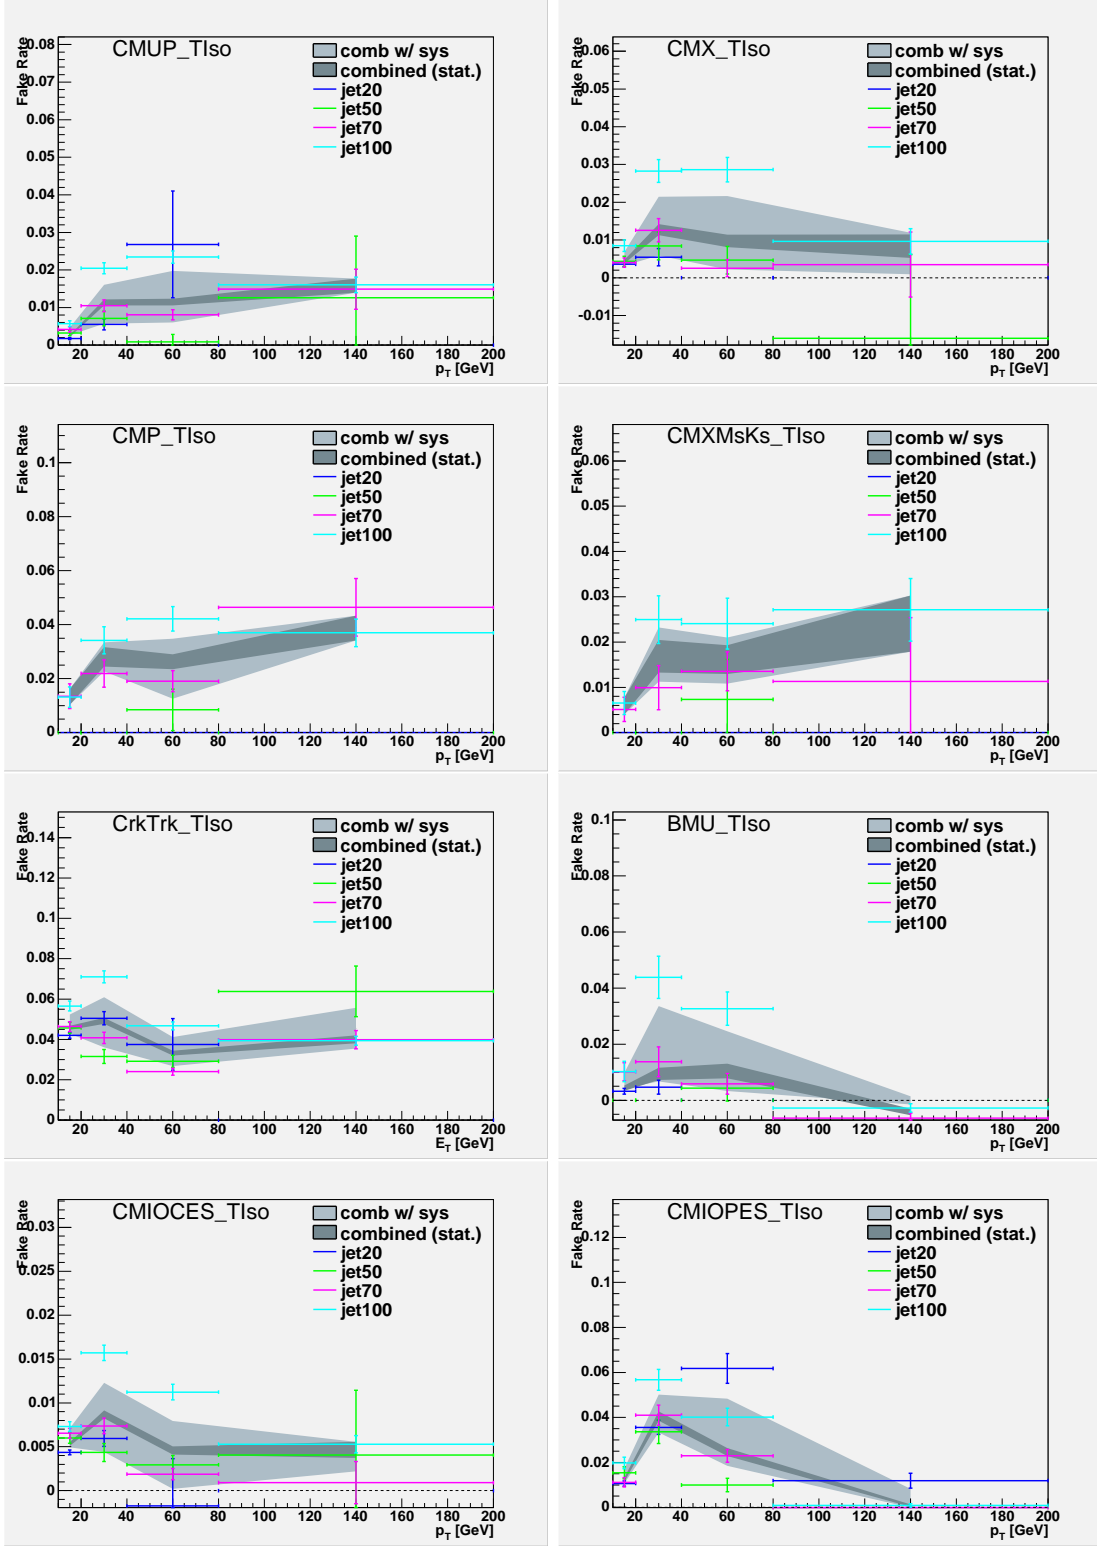 CMUP_TIso
Fake Rate
comb w/ sys
combined (stat.)
jet20
jet50
jet70
jet100
0.08
0.07
0.06
0.05
0.04
0.03
0.02
0.01
0
20 40 60 80 100 120 140 160 180 200
p_T [GeV]
CMX_TIso
Fake Rate
comb w/ sys
combined (stat.)
jet20
jet50
jet70
jet100
0.06
0.05
0.04
0.03
0.02
0.01
0
-0.01
20 40 60 80 100 120 140 160 180 200
p_T [GeV]
CMP_TIso
Fake Rate
comb w/ sys
combined (stat.)
jet20
jet50
jet70
jet100
0.1
0.08
0.06
0.04
0.02
0
20 40 60 80 100 120 140 160 180 200
p_T [GeV]
CMXMsKs_TIso
Fake Rate
comb w/ sys
combined (stat.)
jet20
jet50
jet70
jet100
0.06
0.05
0.04
0.03
0.02
0.01
0
20 40 60 80 100 120 140 160 180 200
p_T [GeV]
CrkTrk_TIso
Fake Rate
comb w/ sys
combined (stat.)
jet20
jet50
jet70
jet100
0.14
0.12
0.1
0.08
0.06
0.04
0.02
0
20 40 60 80 100 120 140 160 180 200
E_T [GeV]
BMU_TIso
Fake Rate
comb w/ sys
combined (stat.)
jet20
jet50
jet70
jet100
0.1
0.08
0.06
0.04
0.02
0
20 40 60 80 100 120 140 160 180 200
p_T [GeV]
CMIOCES_TIso
Fake Rate
comb w/ sys
combined (stat.)
jet20
jet50
jet70
jet100
0.03
0.025
0.02
0.015
0.01
0.005
0
20 40 60 80 100 120 140 160 180 200
p_T [GeV]
CMIOPES_TIso
Fake Rate
comb w/ sys
combined (stat.)
jet20
jet50
jet70
jet100
0.12
0.1
0.08
0.06
0.04
0.02
0
20 40 60 80 100 120 140 160 180 200
p_T [GeV]